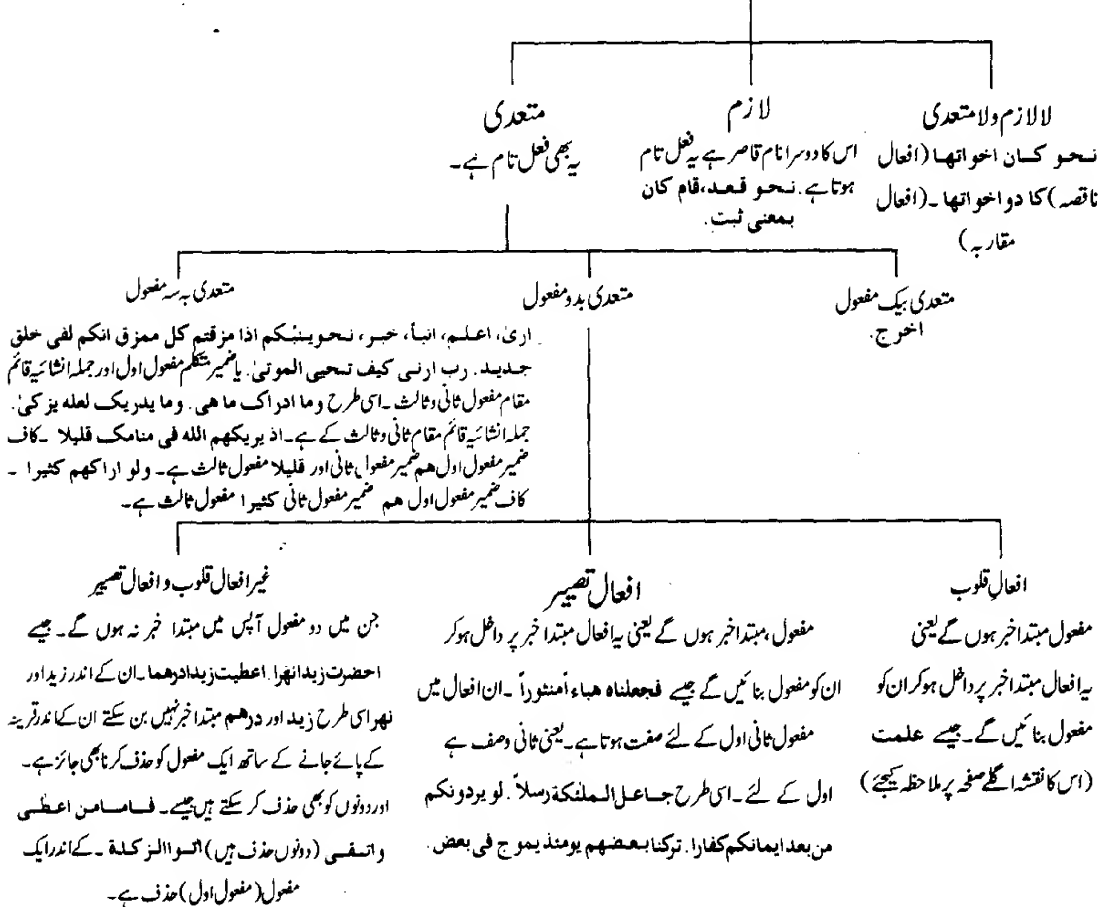 لا لازم ولا متعدی
نحو کان اخواتھا (افعال
ناقصہ) کا دو اخواتھا ۔ (افعال
مقاربہ)
لازم
اس کا دوسرا نام قاصر ہے یہ فعل تام
ہوتا ہے۔ نحو قعد، قام کان
بمعنی ثبت.
متعدی
یہ بھی فعل تام ہے۔
متعدی بیک مفعول
اخرج.
متعدی بدو مفعول
متعدی بہ سہ مفعول
اریٰ، اعلم، انبأ، خبر، نحو ینبئکم اذا مزقتم کل ممزق انکم لفی خلق
جدید. رب ارنی کیف تحیی الموتیٰ. یا ضمیر متکلم مفعول اول اور جملہ انشائیہ قائم
مقام مفعول ثانی و ثالث ۔ اسی طرح وما ادراک ما ھی. وما یدریک لعلہ یزکیٰ.
جملہ انشائیہ قائم مقام ثانی و ثالث کے ہے۔ اذ یریکھم اللہ فی منامک قلیلا ۔ کاف
ضمیر مفعول اول ھم ضمیر مفعول ثانی اور قلیلا مفعول ثالث ہے۔ ولو اراکھم کثیرا ۔
کاف ضمیر مفعول اول ھم ضمیر مفعول ثانی کثیرا مفعول ثالث ہے۔
افعالِ قلوب
مفعول مبتدا خبر ہوں گے یعنی
یہ افعال مبتدا خبر پر داخل ہو کر ان کو
مفعول بنائیں گے۔ جیسے علمت
(اس کا نقشہ اگلے صفحہ پر ملاحظہ کیجئے)
افعال تصییر
مفعول، مبتدا خبر ہوں گے یعنی یہ افعال مبتدا خبر پر داخل ہو کر
ان کو مفعول بنائیں گے جیسے فجعلناہ ھباء اً منثوراً ۔ ان افعال میں
مفعول ثانی اول کے لئے صفت ہوتا ہے۔ یعنی ثانی وصف ہے
اول کے لئے ۔ اسی طرح جاعل الملئکۃ رسلاً . لو یردونکم
من بعد ایمانکم کفارا. ترکنا بعضھم یومئذ یموج فی بعض.
غیر افعال قلوب و افعال تصییر
جن میں دو مفعول آپس میں مبتدا خبر نہ ہوں گے۔ جیسے
احضرت زیدا نھرا. اعطیت زیدا درھما ۔ ان کے اندر زید اور
نھر اسی طرح زید اور درھم مبتدا خبر نہیں بن سکتے ان کے اندر قرینہ
کے پائے جانے کے ساتھ ایک مفعول کو حذف کرنا بھی جائز ہے۔
اور دونوں کو بھی حذف کر سکتے ہیں جیسے۔ فاما من اعطی
واتقی (دونوں حذف ہیں) اتوا الزکدۃ ۔ کے اندر ایک
مفعول (مفعول اول) حذف ہے۔